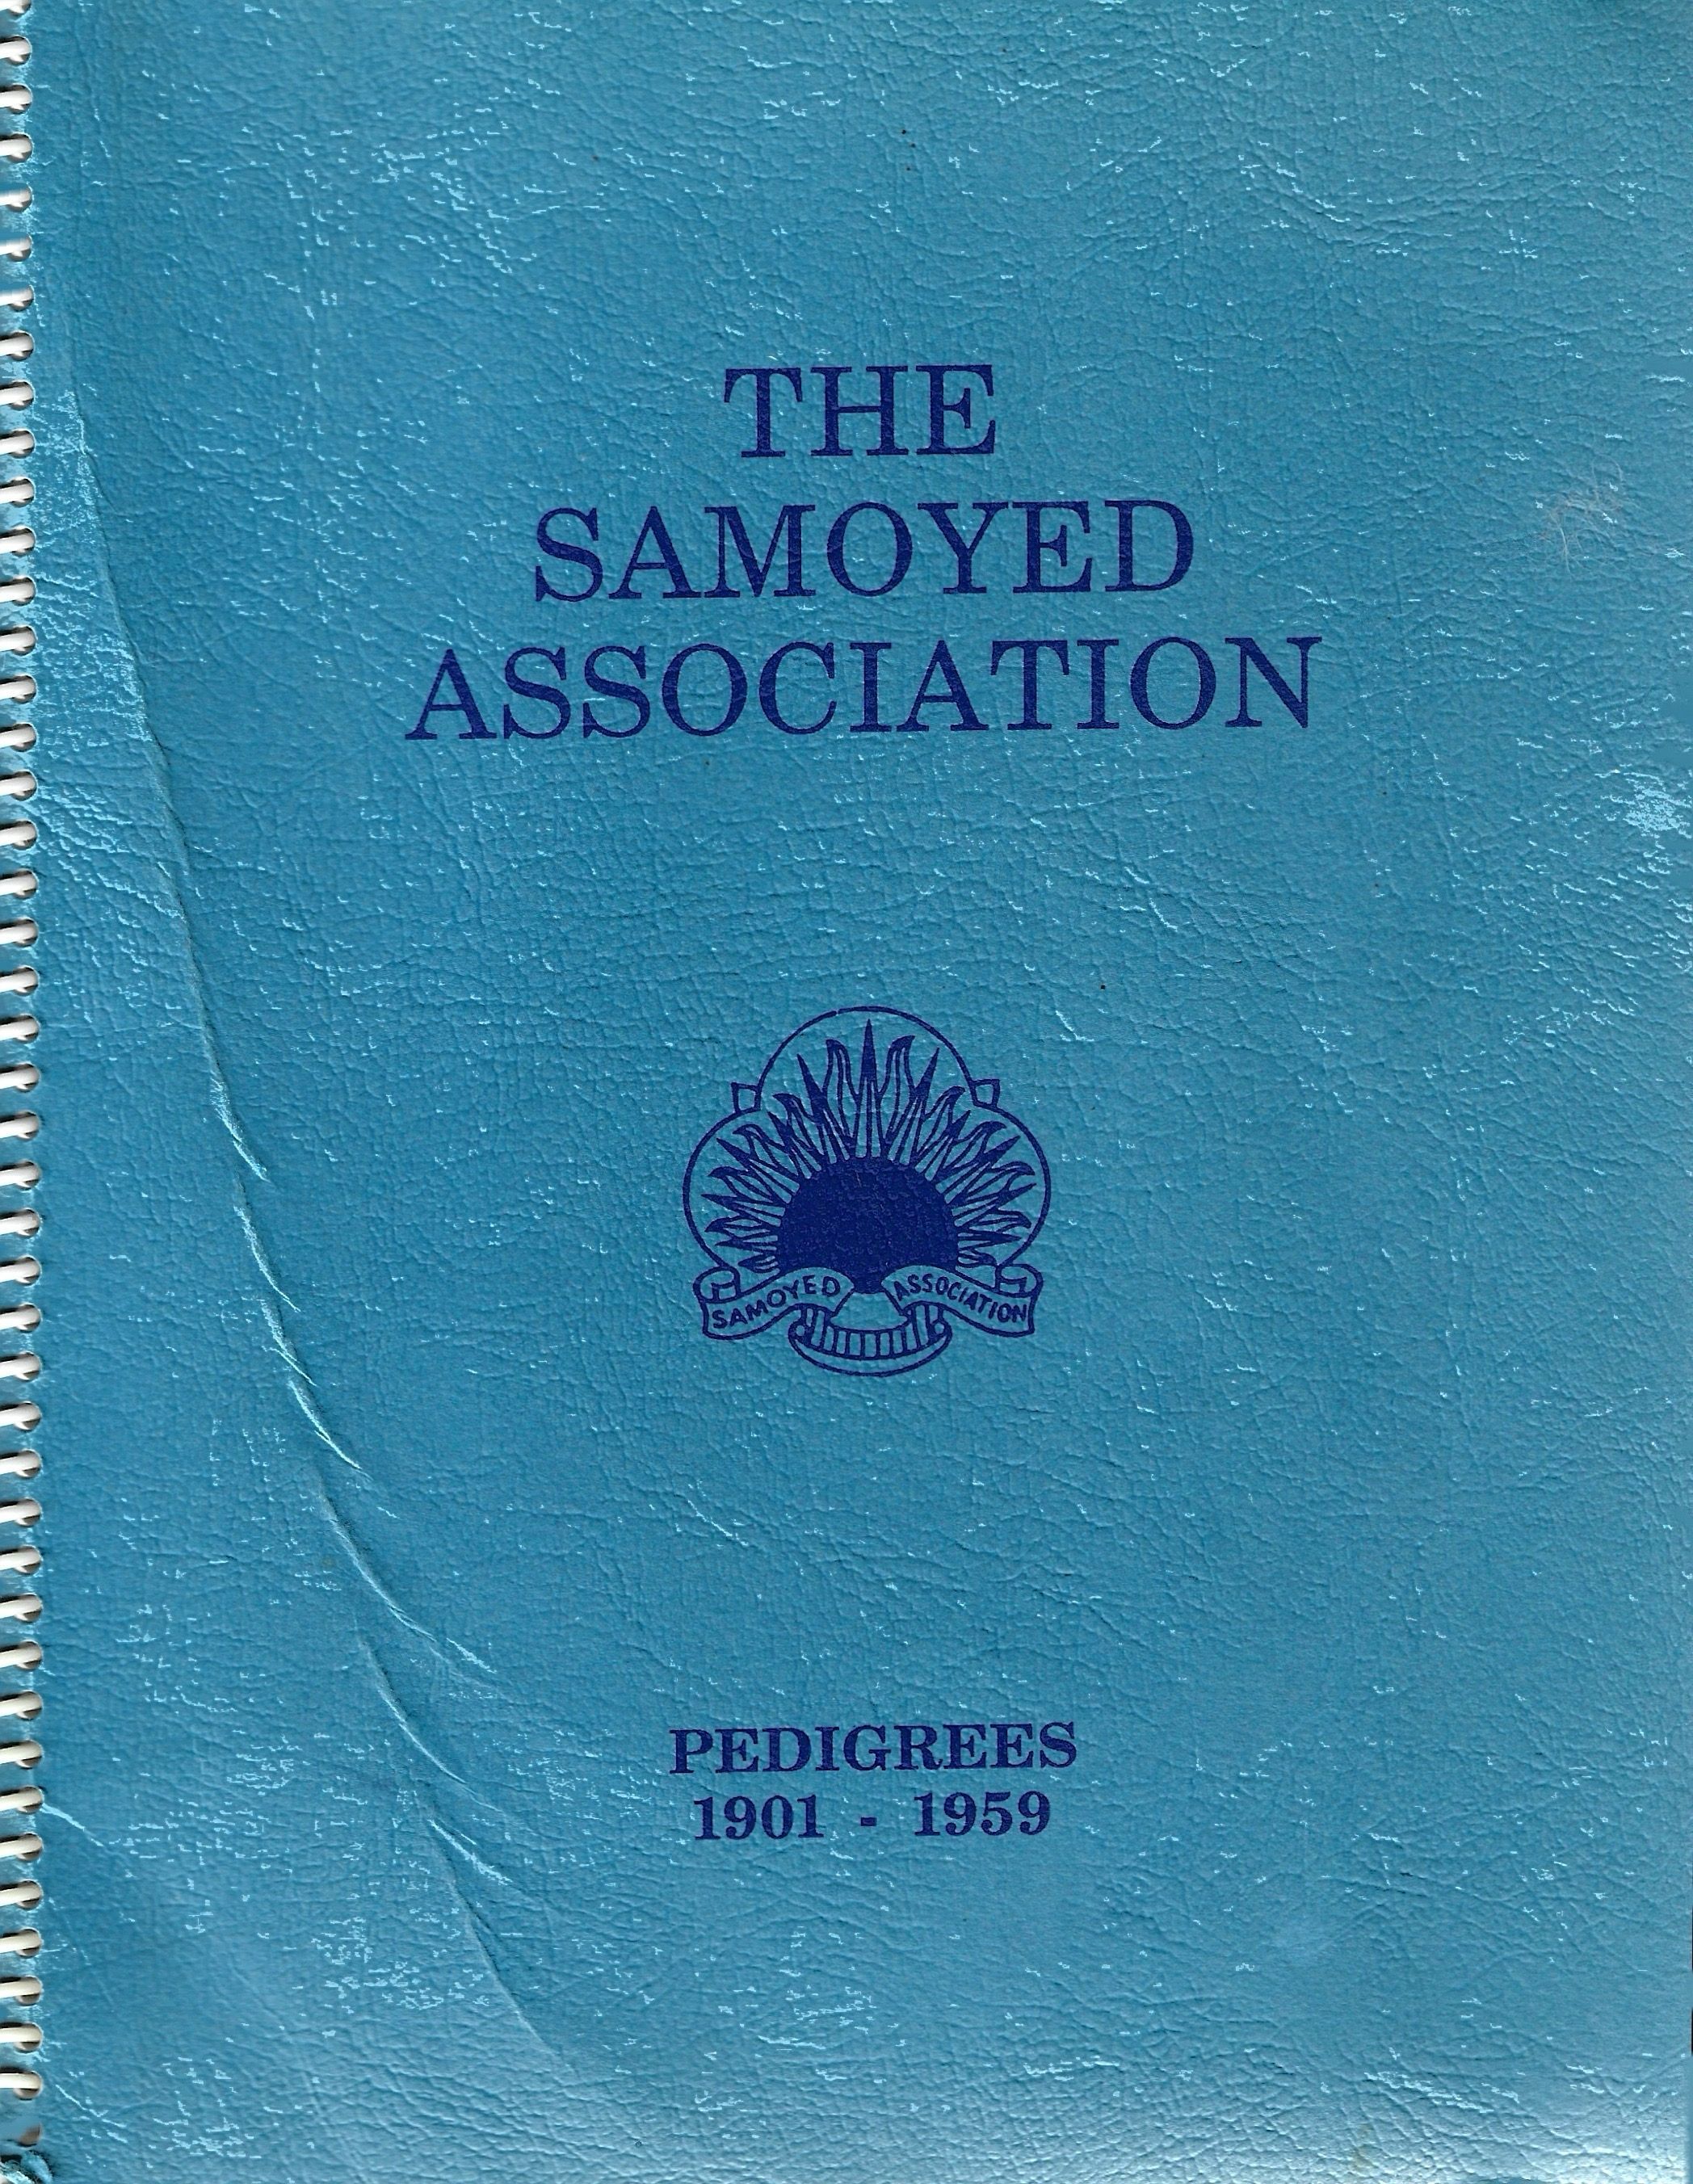 THE
SAMOYED
ASSOCIATION
SAMOYED ASSOCIATION
PEDIGREES
1901 - 1959